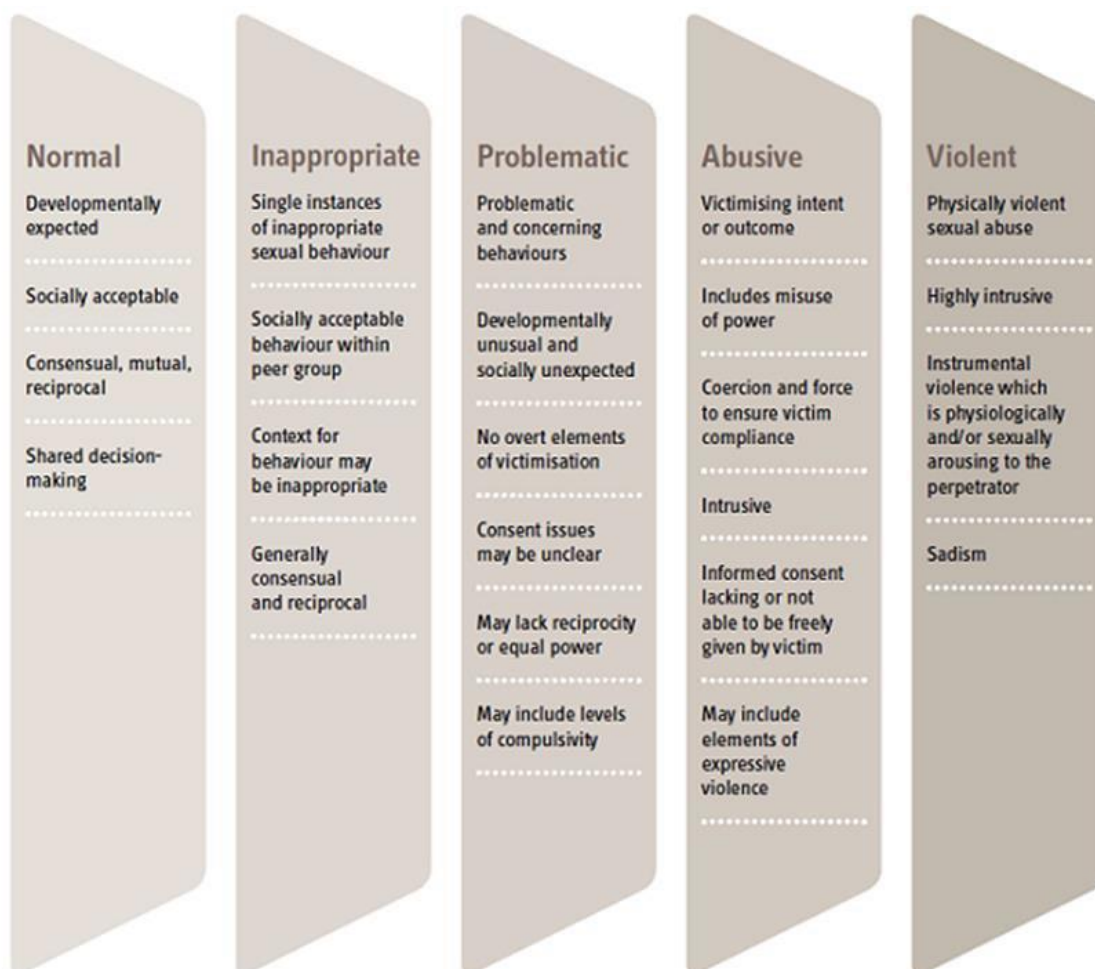 Normal
Developmentally
expected
Socially acceptable
Consensual, mutual,
reciprocal
Shared decision-
making
Inappropriate
Single instances
of inappropriate
sexual behaviour
Socially acceptable
behaviour within
peer group
Context for
behaviour may
be inappropriate
Generally
consensual
and reciprocal
Problematic
Problematic
and concerning
behaviours
Developmentally
unusual and
socially unexpected
No overt elements
of victimisation
Consent issues
may be unclear
May lack reciprocity
or equal power
May include levels
of compulsivity
Abusive
Victimising intent
or outcome
Includes misuse
of power
Coercion and force
to ensure victim
compliance
Intrusive
Informed consent
lacking or not
able to be freely
given by victim
May include
elements of
expressive
violence
Violent
Physically violent
sexual abuse
Highly intrusive
Instrumental
violence which
is physiologically
and/or sexually
arousing to the
perpetrator
Sadism